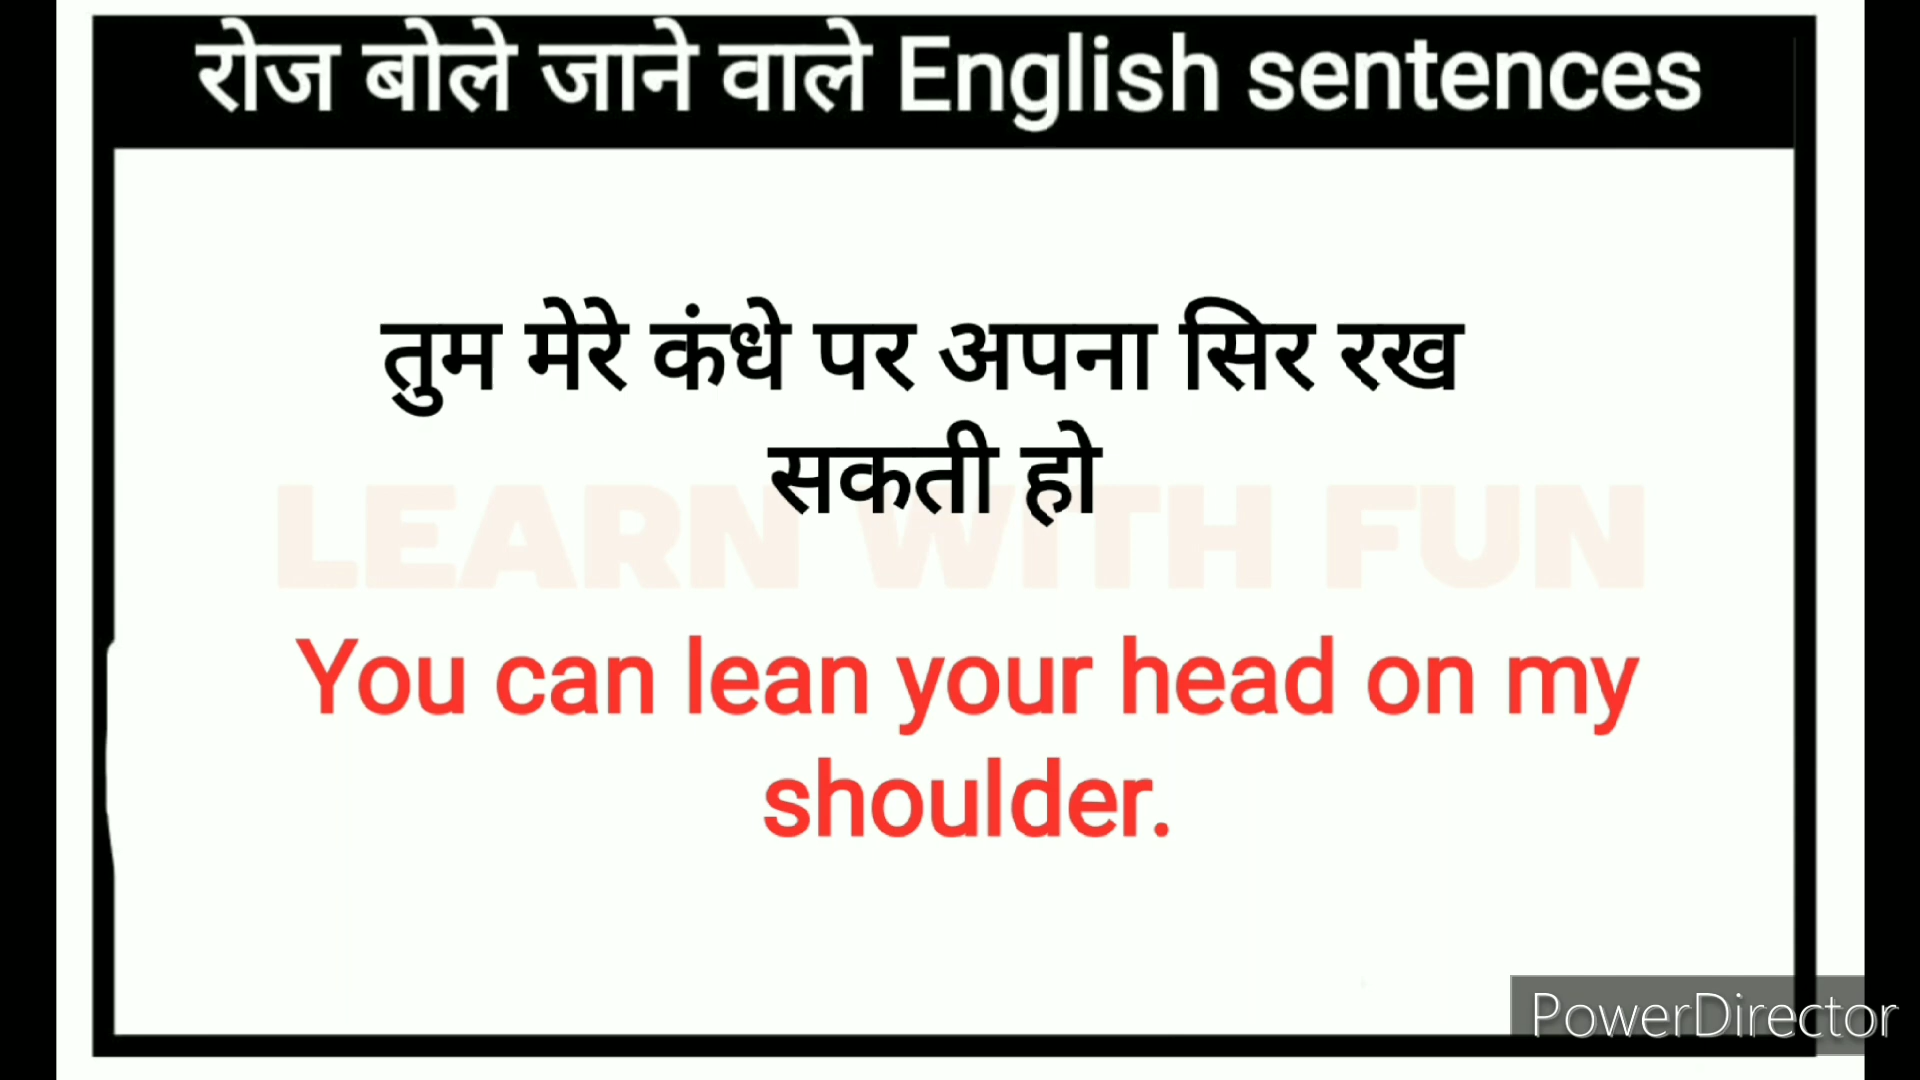 रोज बोले जाने वाले English sentences
तुम मेरे कंधे पर अपना सिर रख
सकती हो
LEARN WITH FUN
You can lean your head on my
shoulder.
PowerDirector